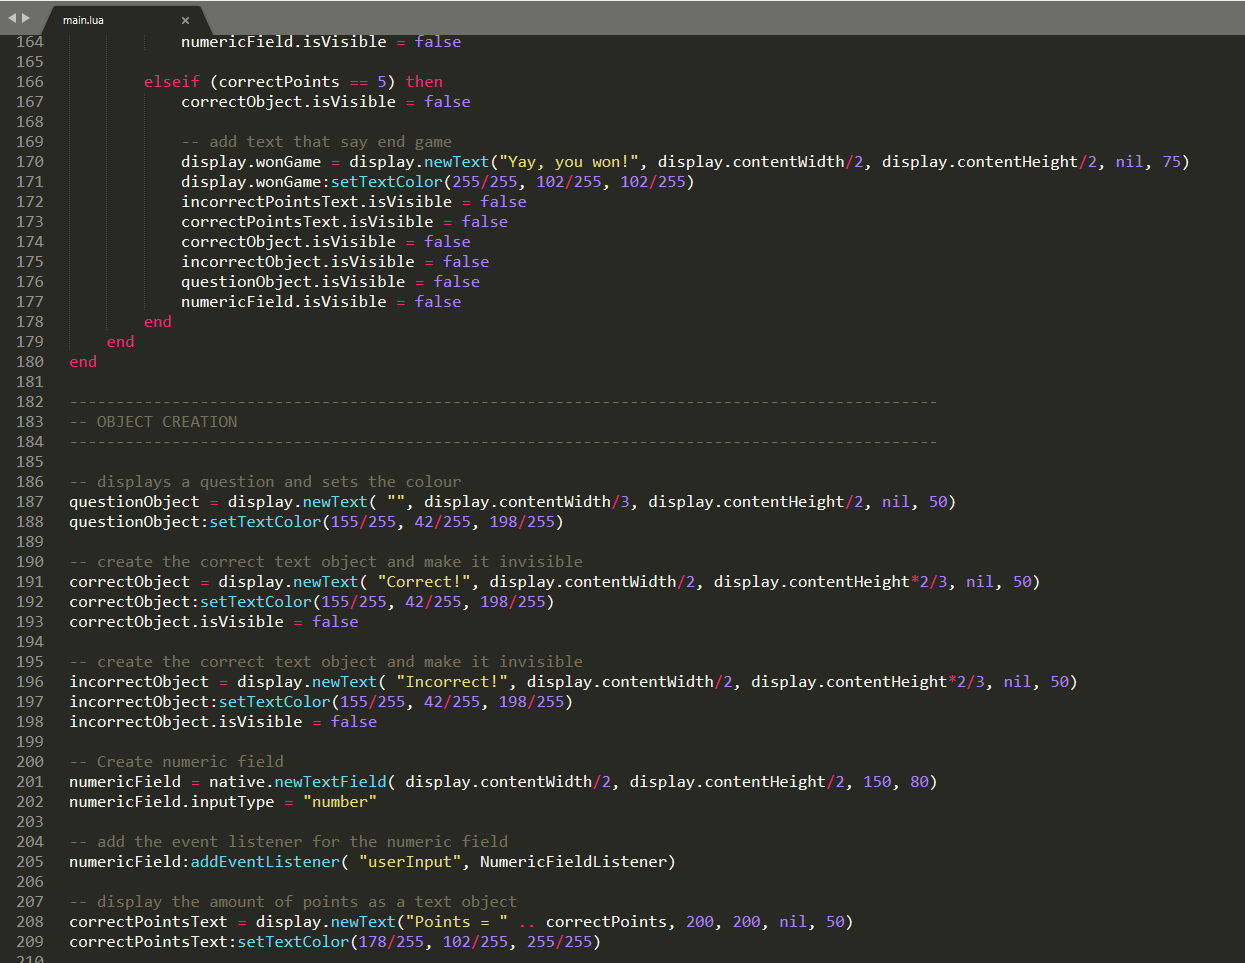 main.lua
164 numericField.isVisible = false
165
166 elseif (correctPoints == 5) then
167 correctObject.isVisible = false
168
169 -- add text that say end game
170 display.wonGame = display.newText("Yay, you won!", display.contentWidth/2, display.contentHeight/2, nil, 75)
171 display.wonGame:setTextColor(255/255, 102/255, 102/255)
172 incorrectPointsText.isVisible = false
173 correctPointsText.isVisible = false
174 correctObject.isVisible = false
175 incorrectObject.isVisible = false
176 questionObject.isVisible = false
177 numericField.isVisible = false
178 end
179 end
180 end
181
182 ---------------------------------------------------------------------------------------------
183 -- OBJECT CREATION
184 ---------------------------------------------------------------------------------------------
185
186 -- displays a question and sets the colour
187 questionObject = display.newText( "", display.contentWidth/3, display.contentHeight/2, nil, 50)
188 questionObject:setTextColor(155/255, 42/255, 198/255)
189
190 -- create the correct text object and make it invisible
191 correctObject = display.newText( "Correct!", display.contentWidth/2, display.contentHeight*2/3, nil, 50)
192 correctObject:setTextColor(155/255, 42/255, 198/255)
193 correctObject.isVisible = false
194
195 -- create the correct text object and make it invisible
196 incorrectObject = display.newText( "Incorrect!", display.contentWidth/2, display.contentHeight*2/3, nil, 50)
197 incorrectObject:setTextColor(155/255, 42/255, 198/255)
198 incorrectObject.isVisible = false
199
200 -- Create numeric field
201 numericField = native.newTextField( display.contentWidth/2, display.contentHeight/2, 150, 80)
202 numericField.inputType = "number"
203
204 -- add the event listener for the numeric field
205 numericField:addEventListener( "userInput", NumericFieldListener)
206
207 -- display the amount of points as a text object
208 correctPointsText = display.newText("Points = " .. correctPoints, 200, 200, nil, 50)
209 correctPointsText:setTextColor(178/255, 102/255, 255/255)
210